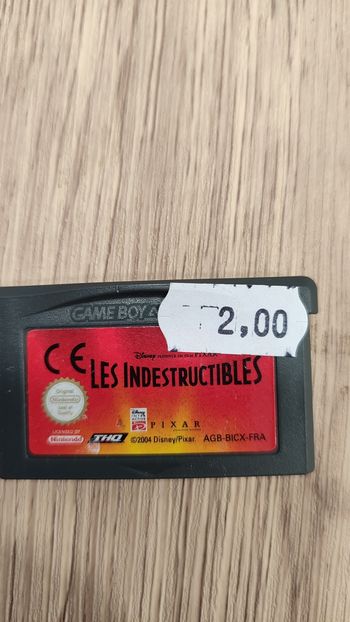 GAME BOY
2,00
CE
Disney PIXAR
LES INDESTRUCTIBLES
Original
Nintendo
Seal of
Quality
LICENSED BY
Nintendo
THQ
PIXAR
©2004 Disney/Pixar.
AGB-BICX-FRA